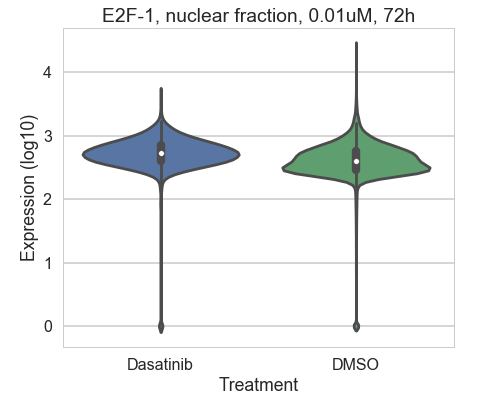 E2F-1, nuclear fraction, 0.01uM, 72h
Expression (log10)
4
3
2
1
0
Dasatinib DMSO
Treatment